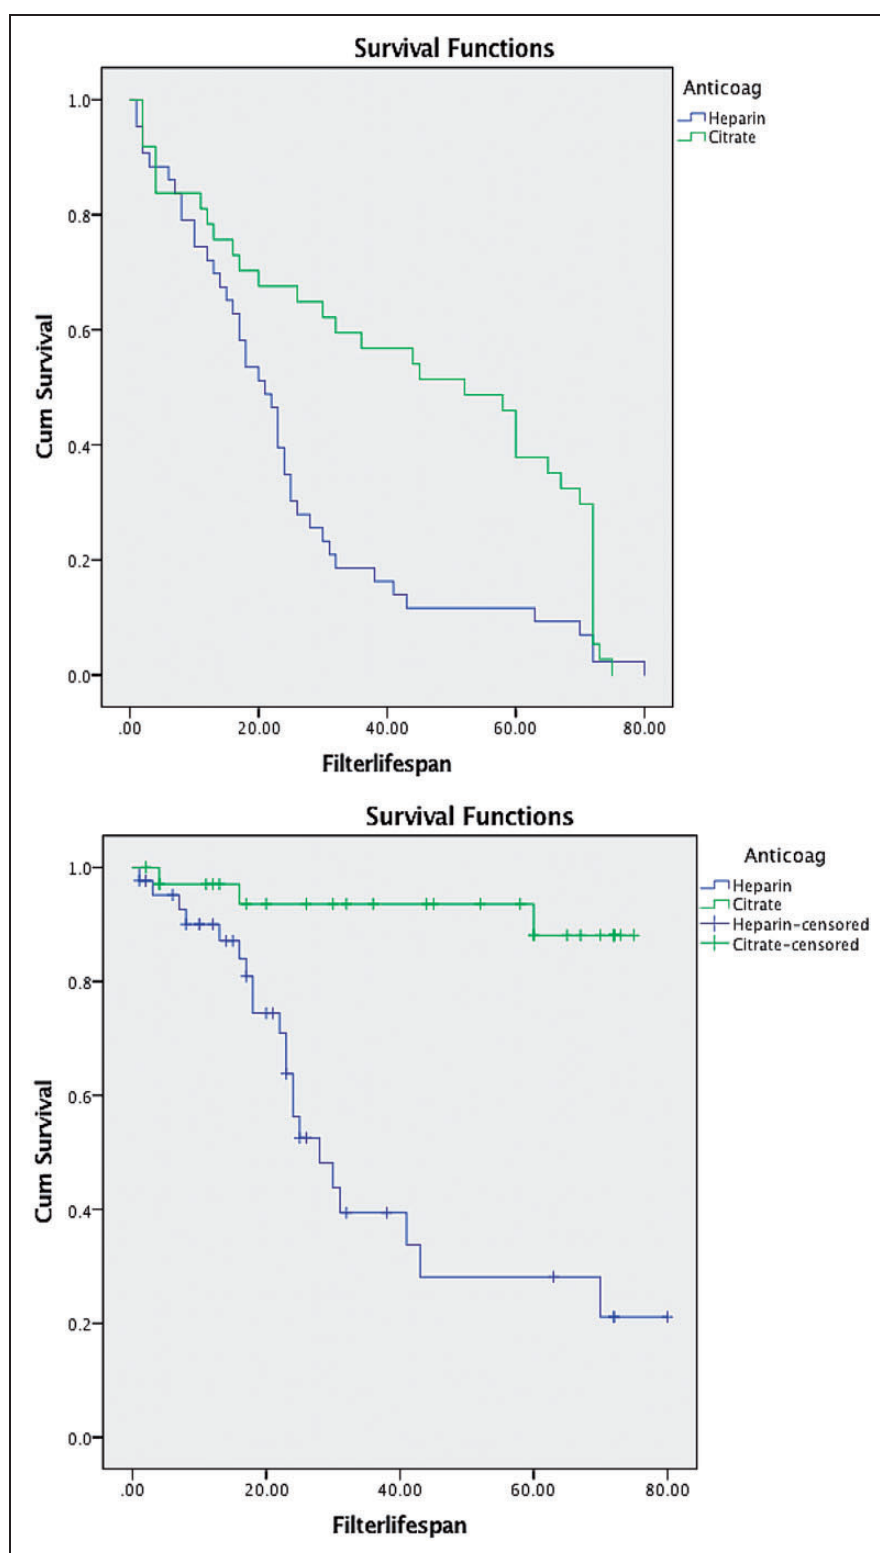 Survival Functions
Anticoag
Heparin
Citrate
1.0
0.8
0.6
0.4
0.2
0.0
Cum Survival
.00 20.00 40.00 60.00 80.00
Filterlifespan
Survival Functions
Anticoag
Heparin
Citrate
Heparin-censored
Citrate-censored
1.0
0.8
0.6
0.4
0.2
0.0
Cum Survival
.00 20.00 40.00 60.00 80.00
Filterlifespan